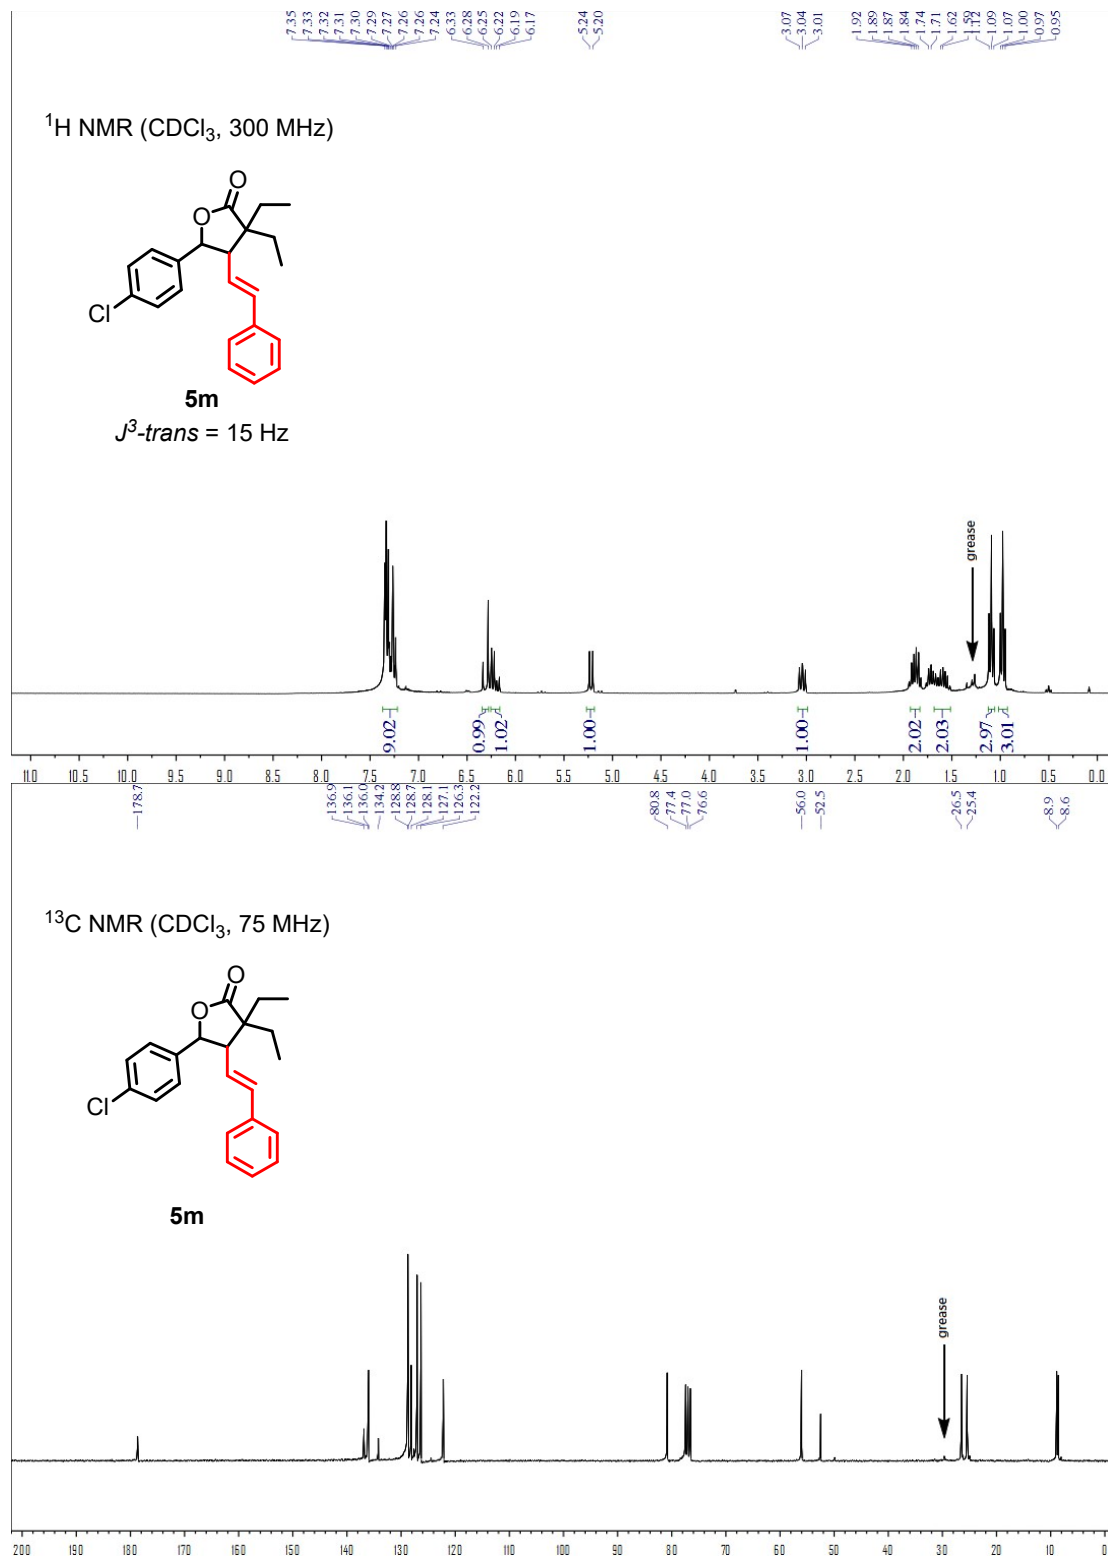 7.35 7.33 7.32 7.31 7.30 7.29 7.27 7.26 7.26 7.24 6.33 6.28 6.25 6.22 6.19 6.17 5.24 5.20 3.07 3.04 3.01 1.92 1.89 1.87 1.84 1.74 1.71 1.62 1.59 1.12 1.09 1.07 1.00 0.97 0.95
¹H NMR (CDCl₃, 300 MHz)
O
O
Cl
5m
J³-trans = 15 Hz
grease
9.02 0.99 1.02 1.00 1.00 2.02 2.03 2.97 3.01
11.0 10.5 10.0 9.5 9.0 8.5 8.0 7.5 7.0 6.5 6.0 5.5 5.0 4.5 4.0 3.5 3.0 2.5 2.0 1.5 1.0 0.5 0.0
178.7 136.9 136.1 136.0 134.2 128.8 128.7 128.1 127.1 126.3 122.2 80.8 77.4 77.0 76.6 56.0 52.5 26.5 25.4 8.9 8.6
¹³C NMR (CDCl₃, 75 MHz)
O
O
Cl
5m
grease
200 190 180 170 160 150 140 130 120 110 100 90 80 70 60 50 40 30 20 10 0